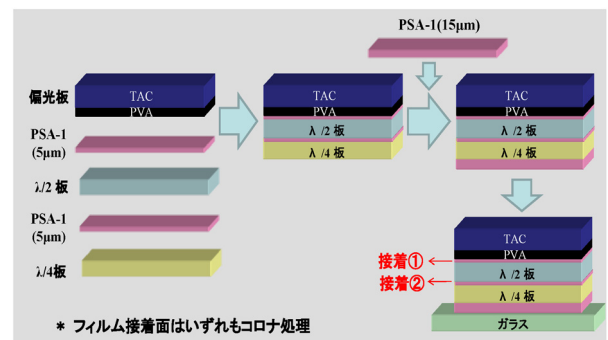 PSA-1(15μm)
偏光板
TAC
PVA
PSA-1
(5μm)
λ/2 板
PSA-1
(5μm)
λ/4板
TAC
PVA
λ /2 板
λ /4 板
TAC
PVA
λ /2 板
λ /4 板
接着①
接着②
TAC
PVA
λ /2 板
λ /4 板
ガラス
* フィルム接着面はいずれもコロナ処理